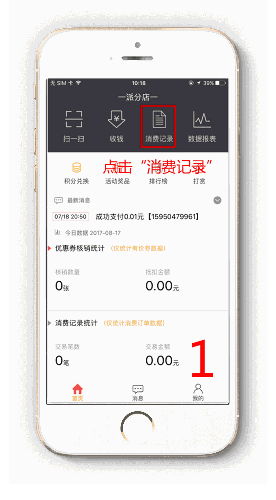 无 SIM 卡 10:18 39%
一派分店一
扫一扫 收钱 消费记录 数据报表
点击“消费记录”
积分兑换 活动奖品 排行榜 打赏
最新消息
07/18 20:50 成功支付0.01元【15950479961】
今日数据 2017-08-17
优惠券核销统计 (仅统计有价券数据)
核销数量 抵扣金额
0张 0.00元
消费记录统计 (仅统计消费订单数据)
交易笔数 交易金额
0笔 0.00元
1
首页 消息 我的